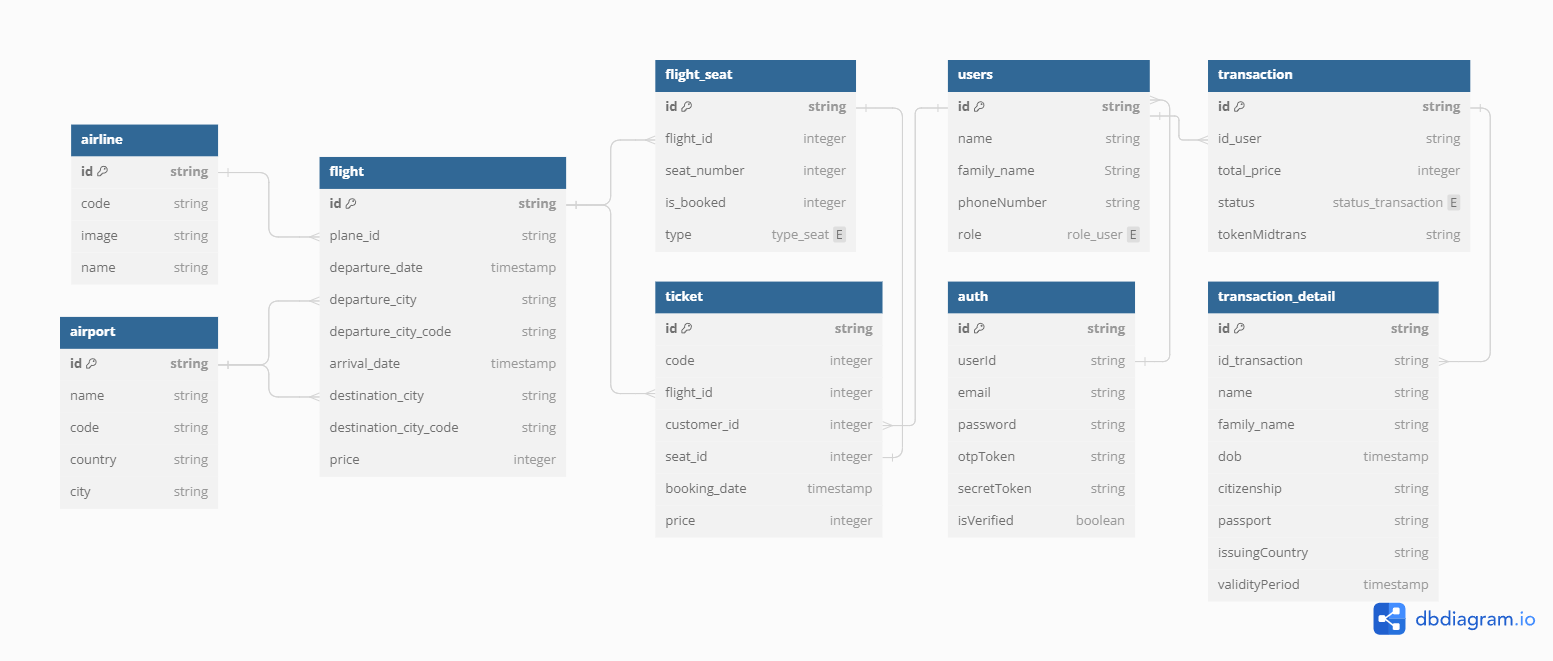 airline
id string
code string
image string
name string
airport
id string
name string
code string
country string
city string
flight
id string
plane_id string
departure_date timestamp
departure_city string
departure_city_code string
arrival_date timestamp
destination_city string
destination_city_code string
price integer
flight_seat
id string
flight_id integer
seat_number integer
is_booked integer
type type_seat E
ticket
id string
code integer
flight_id integer
customer_id integer
seat_id integer
booking_date timestamp
price integer
users
id string
name string
family_name String
phoneNumber string
role role_user E
auth
id string
userId string
email string
password string
otpToken string
secretToken string
isVerified boolean
transaction
id string
id_user string
total_price integer
status status_transaction E
tokenMidtrans string
transaction_detail
id string
id_transaction string
name string
family_name string
dob timestamp
citizenship string
passport string
issuingCountry string
validityPeriod timestamp
dbdiagram.io